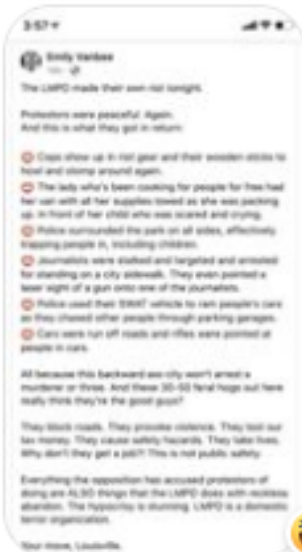 3:57
Emily
The LMPD made their own riot tonight.
Protestors were peaceful. Again.
And this is what they got in return:
Cops show up in riot gear and their wooden sticks to
howl and stomp around again.
The lady who's been cooking for people for free had
her van with all her supplies towed as she was packing
up. In front of her child who was scared and crying.
Police surrounded the park on all sides, effectively
trapping people in, including children.
Journalists were stalked and targeted and arrested
for standing on a city sidewalk. They even pointed a
laser sight of a gun onto one of the journalists.
Police used their SWAT vehicle to ram people's cars
as they chased other people through parking garages.
Cars were run off roads and rifles were pointed at
people in cars.
All because this backward ass city won't arrest a
murderer or three. And these 30-50 feral hogs out here
really think they're the good guys?
They block roads. They provoke violence. They loot our
tax money. They cause safety hazards. They take lives.
Why don't they get a job?! This is not public safety.
Everything the opposition has accused protestors of
doing are ALSO things that the LMPD does with reckless
abandon. The hypocrisy is stunning. LMPD is a domestic
terror organization.
Your move, Louisville.